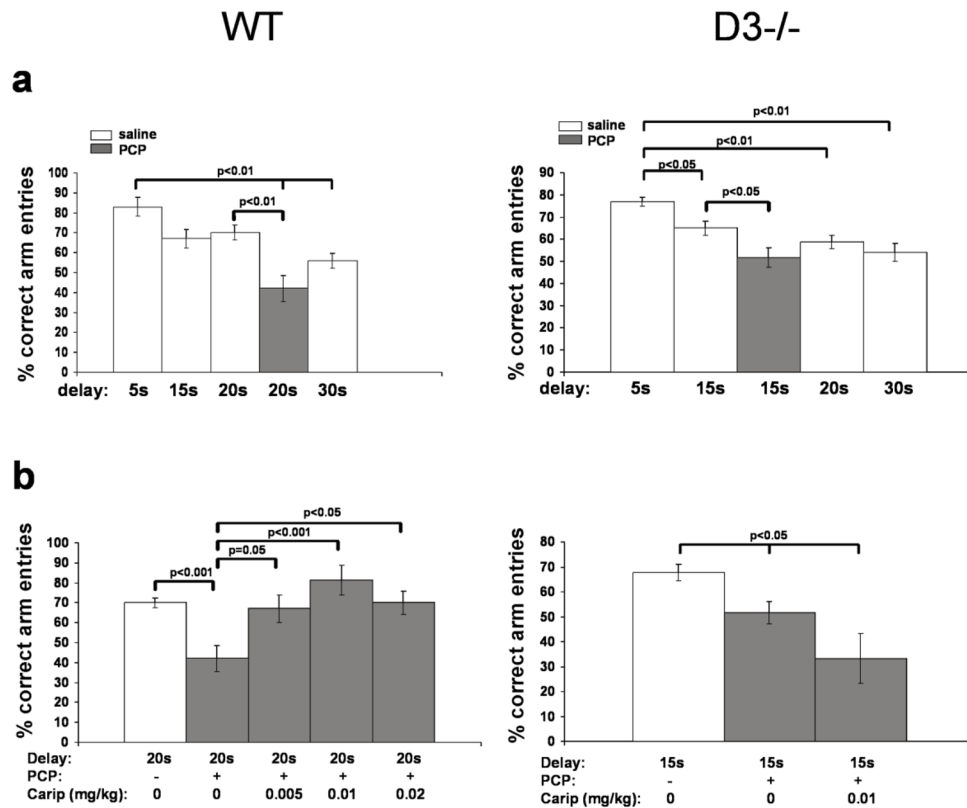 WT
D3-/-
a
saline
PCP
p<0.01
p<0.01
% correct arm entries
100
90
80
70
60
50
40
30
20
10
0
delay: 5s 15s 20s 20s 30s
saline
PCP
p<0.01
p<0.01
p<0.05
p<0.05
% correct arm entries
90
80
70
60
50
40
30
20
10
0
delay: 5s 15s 15s 20s 30s
b
p<0.05
p<0.001
p=0.05
p<0.001
% correct arm entries
100
90
80
70
60
50
40
30
20
10
0
Delay: 20s 20s 20s 20s 20s
PCP: - + + + +
Carip (mg/kg): 0 0 0.005 0.01 0.02
p<0.05
% correct arm entries
80
70
60
50
40
30
20
10
0
Delay: 15s 15s 15s
PCP: - + +
Carip (mg/kg): 0 0 0.01